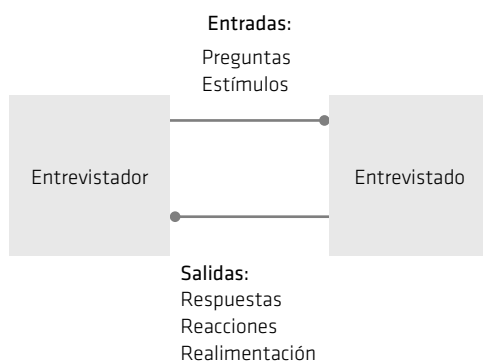 Entradas:
Preguntas
Estímulos
Entrevistador
Entrevistado
Salidas:
Respuestas
Reacciones
Realimentación